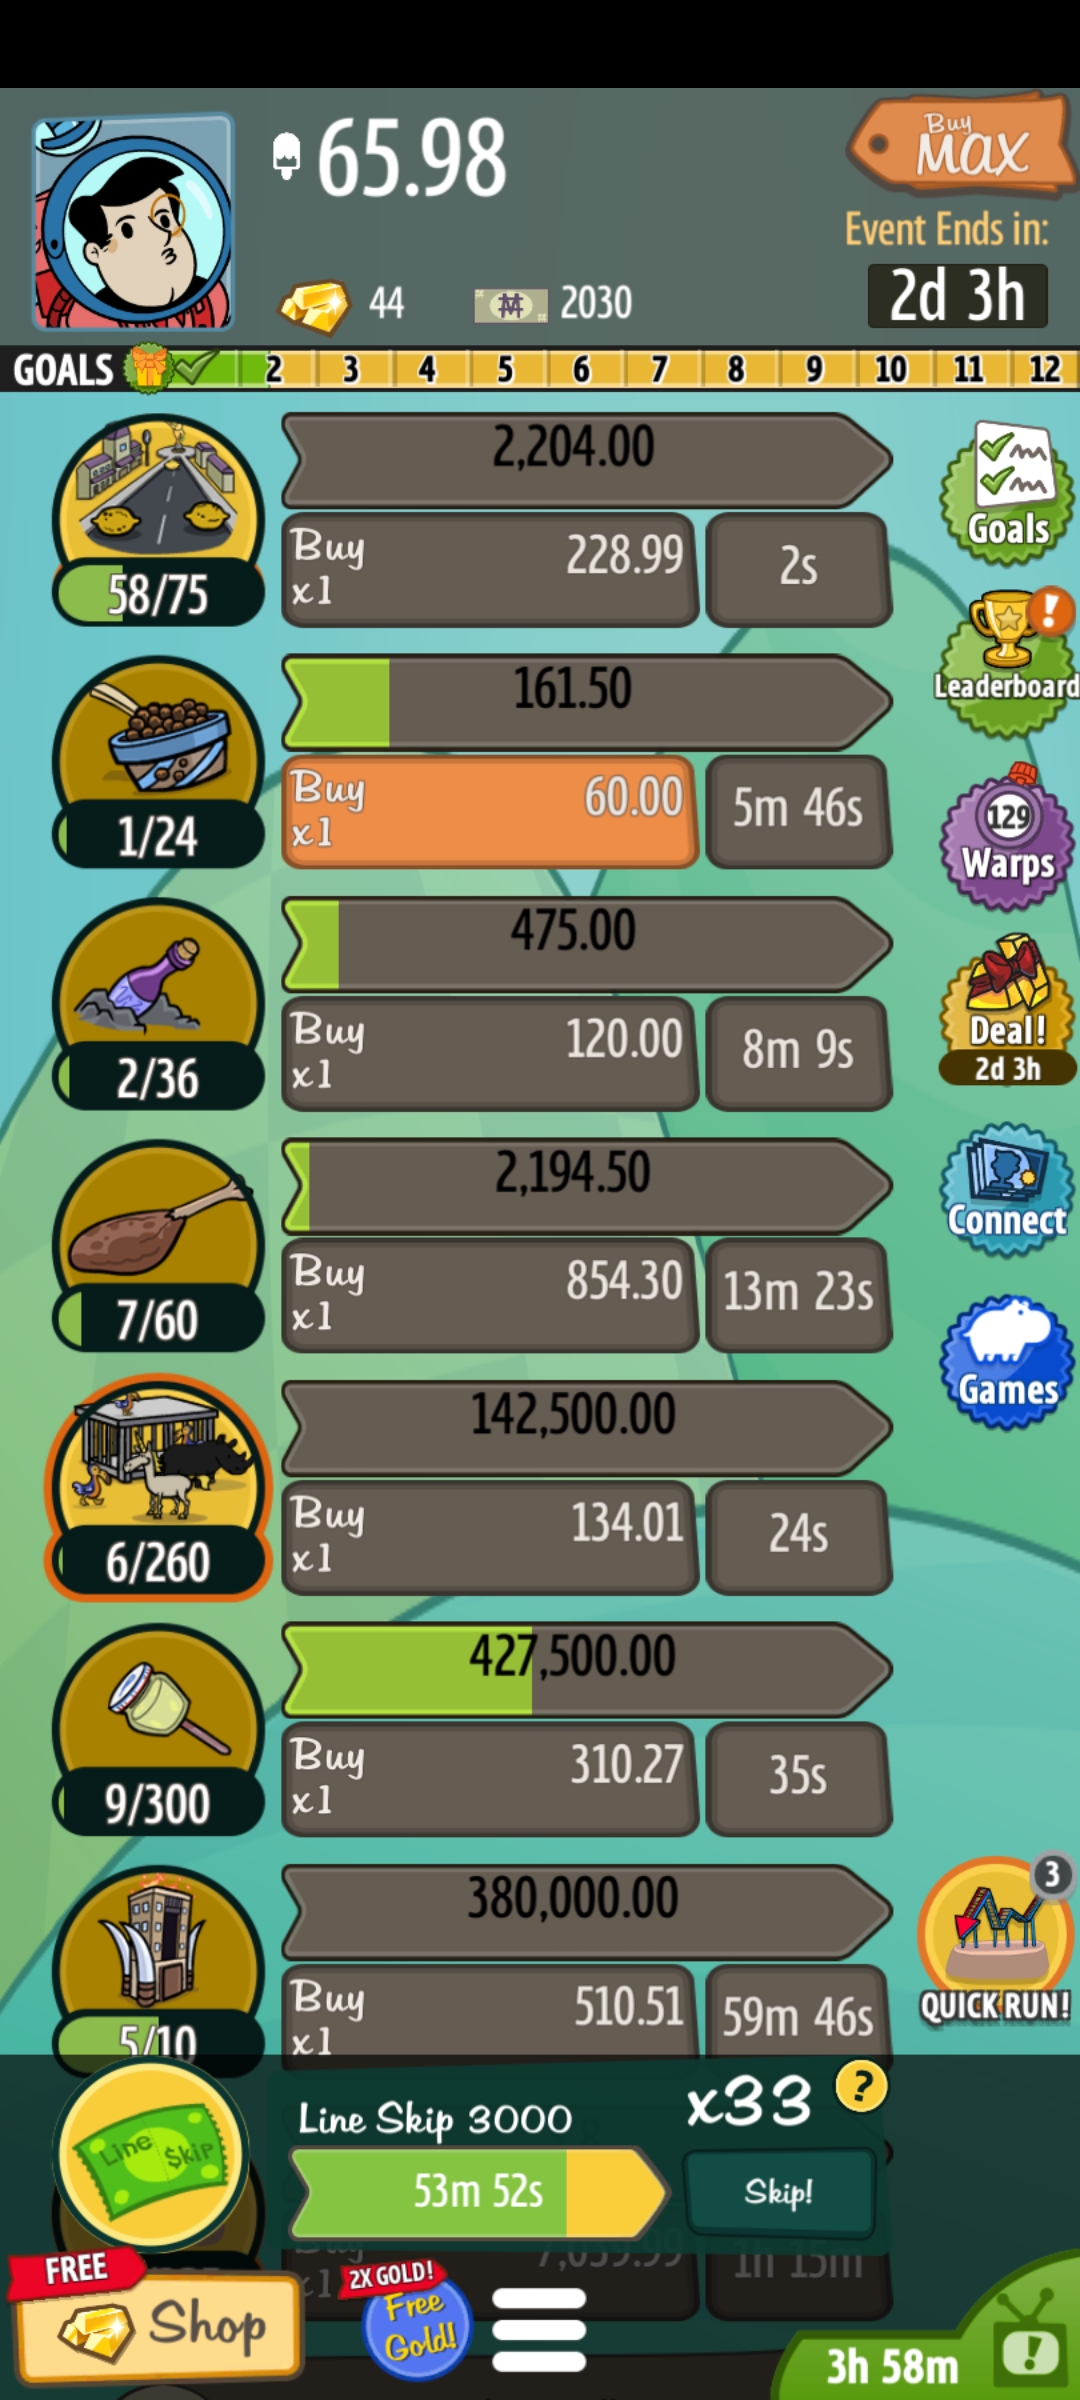 65.98
Buy
MAX
Event Ends in:
2d 3h
44
2030
GOALS 2 3 4 5 6 7 8 9 10 11 12
2,204.00
Buy
x1
228.99
2s
58/75
Goals
161.50
Buy
x1
60.00
5m 46s
1/24
!
Leaderboard
475.00
Buy
x1
120.00
8m 9s
2/36
129
Warps
2,194.50
Buy
x1
854.30
13m 23s
7/60
Deal!
2d 3h
Connect
142,500.00
Buy
x1
134.01
24s
6/260
Games
427,500.00
Buy
x1
310.27
35s
9/300
380,000.00
Buy
x1
510.51
59m 46s
5/10
3
QUICK RUN!
Line Skip
Line Skip 3000
x33
?
53m 52s
Skip!
Buy
x1
7,039.99
1h 15m
FREE
Shop
2X GOLD!
Free
Gold!
3h 58m
!